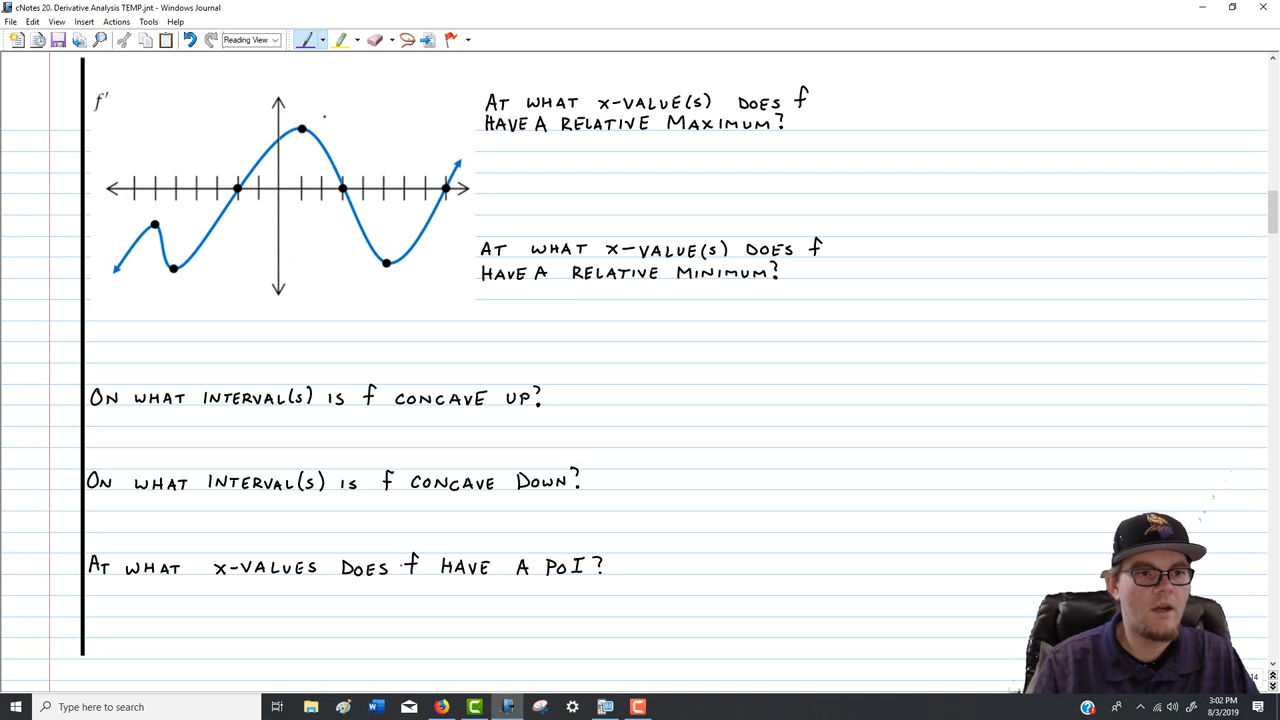 cNotes 20. Derivative Analysis TEMP.jnt - Windows Journal
File Edit View Insert Actions Tools Help
Reading View
f'
AT WHAT X-VALUE(S) DOES f
HAVE A RELATIVE MAXIMUM?
AT WHAT X-VALUE(S) DOES f
HAVE A RELATIVE MINIMUM?
ON WHAT INTERVAL(S) IS f CONCAVE UP?
ON WHAT INTERVAL(S) IS f CONCAVE DOWN?
AT WHAT X-VALUES DOES f HAVE A POI?
Type here to search
3:02 PM
8/3/2019